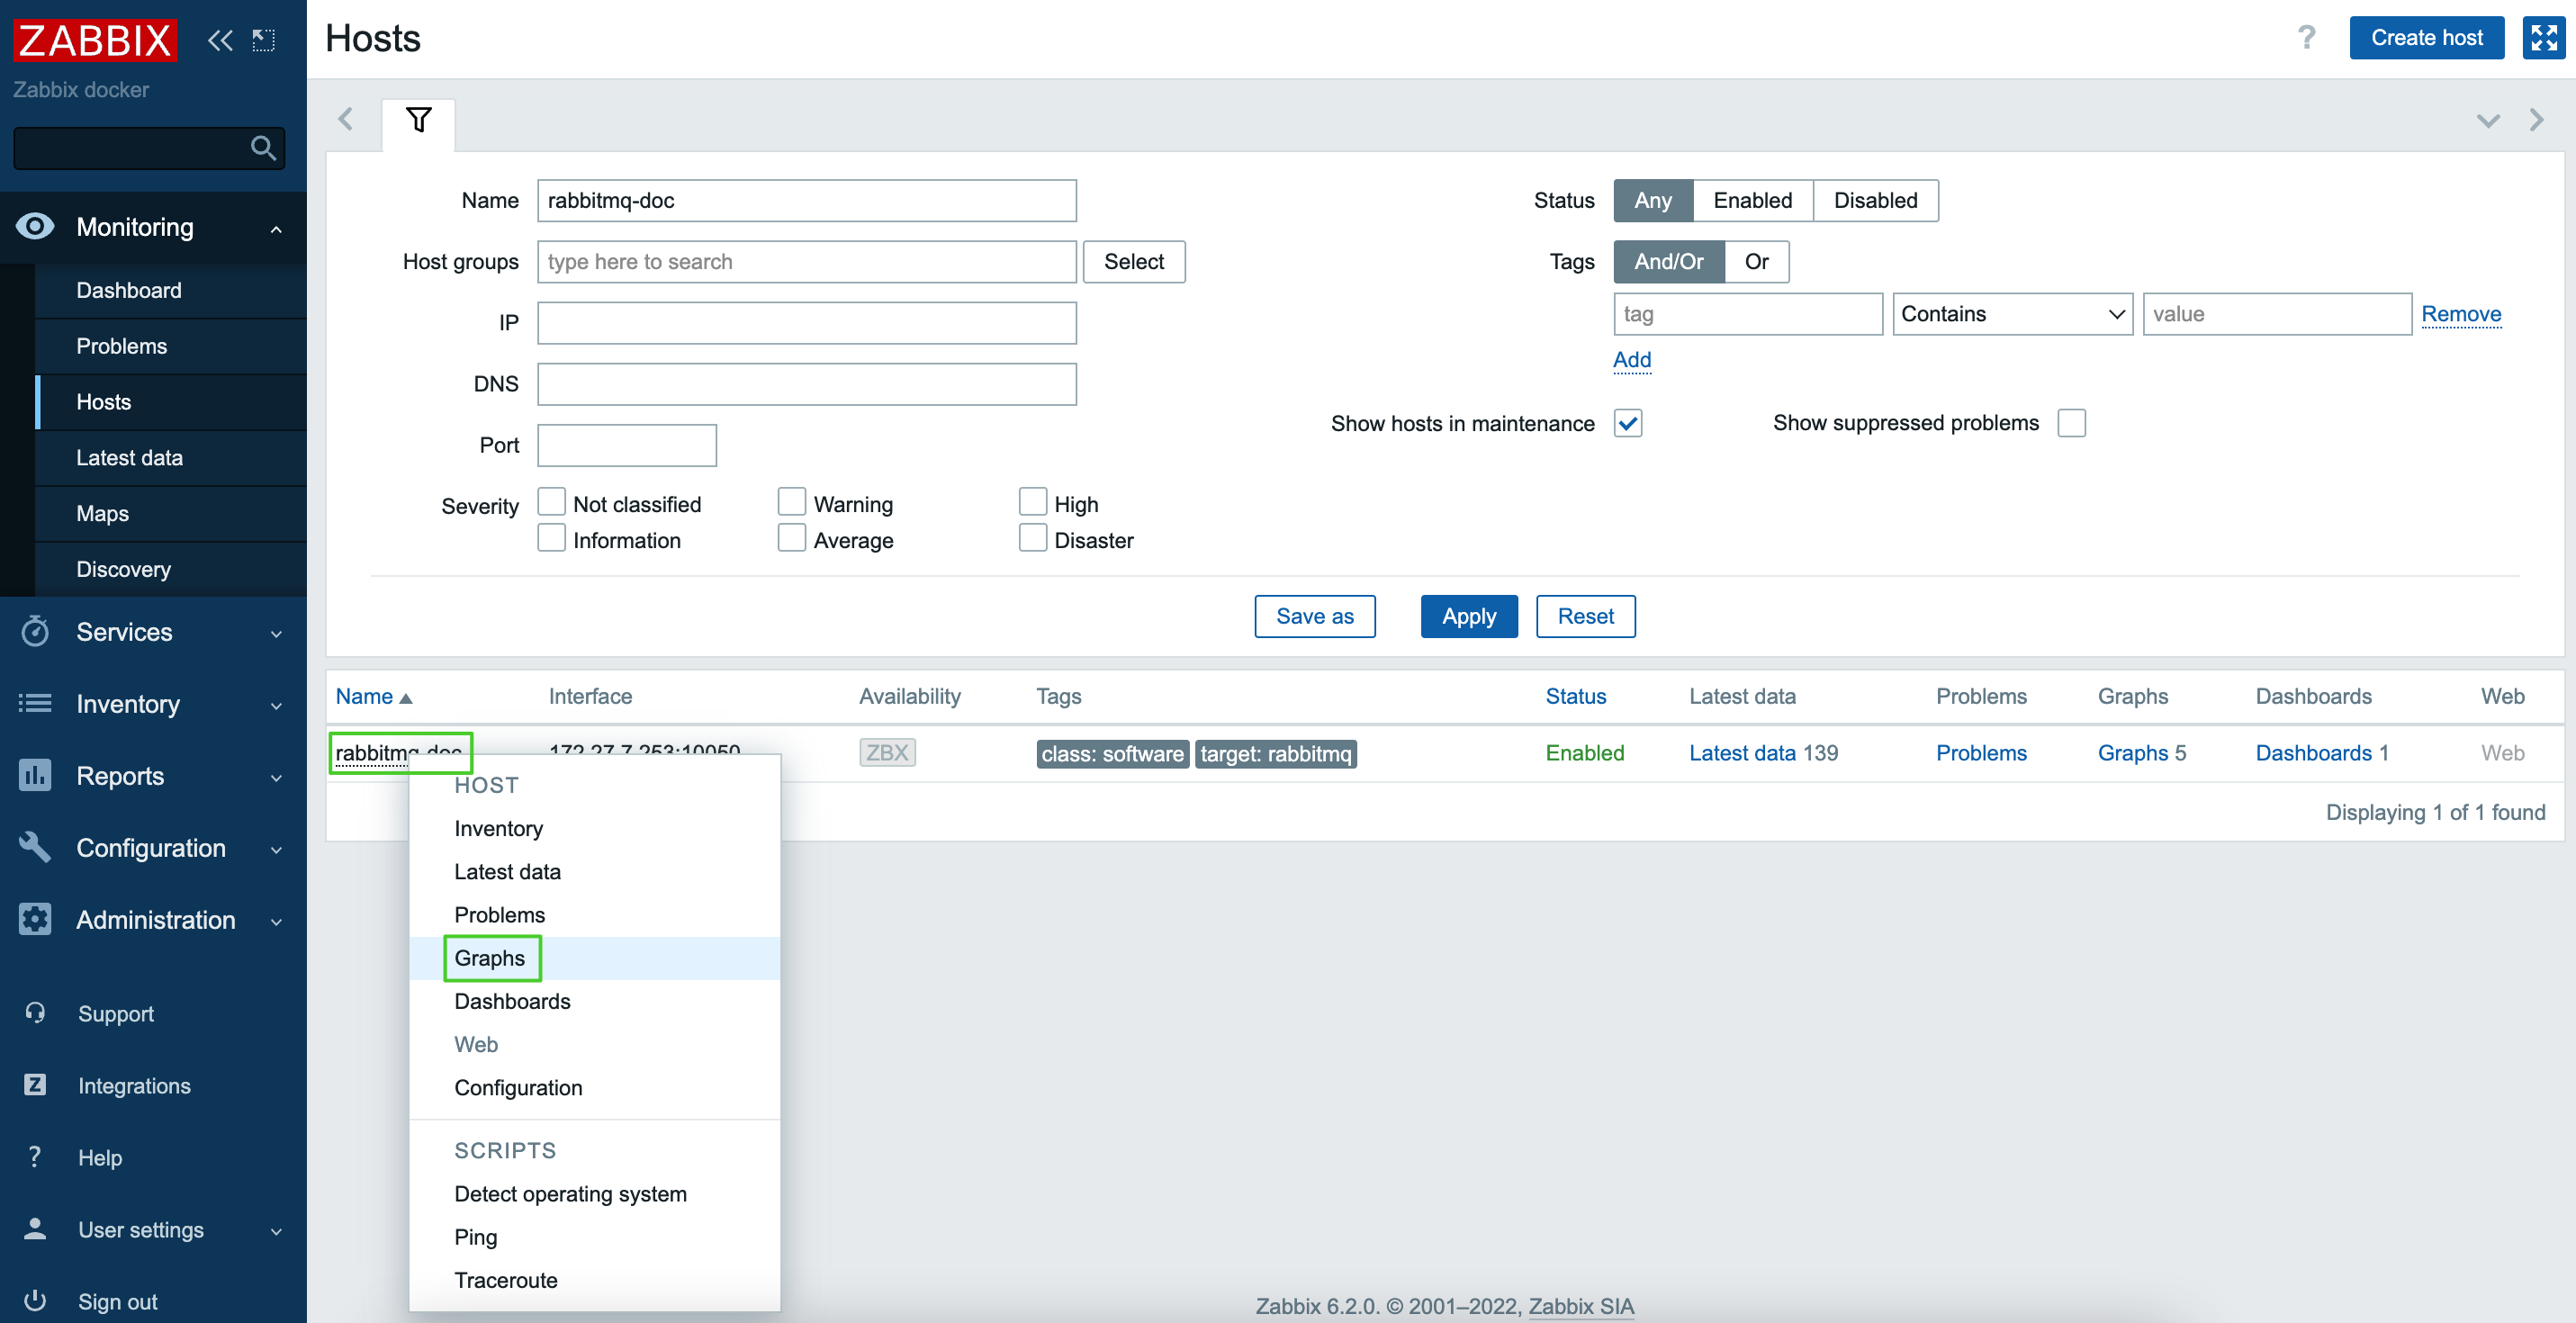 ZABBIX
Zabbix docker
Monitoring
Dashboard
Problems
Hosts
Latest data
Maps
Discovery
Services
Inventory
Reports
Configuration
Administration
Support
Integrations
? Help
User settings
Sign out
Hosts
? Create host
Name rabbitmq-doc
Host groups type here to search Select
IP
DNS
Port
Severity Not classified Warning High
Information Average Disaster
Status Any Enabled Disabled
Tags And/Or Or
tag Contains value Remove
Add
Show hosts in maintenance Show suppressed problems
Save as Apply Reset
Name Interface Availability Tags Status Latest data Problems Graphs Dashboards Web
rabbitmq-doc 172.27.7.253:10050 ZBX class: software target: rabbitmq Enabled Latest data 139 Problems Graphs 5 Dashboards 1 Web
Displaying 1 of 1 found
HOST
Inventory
Latest data
Problems
Graphs
Dashboards
Web
Configuration
SCRIPTS
Detect operating system
Ping
Traceroute
Zabbix 6.2.0. © 2001–2022, Zabbix SIA